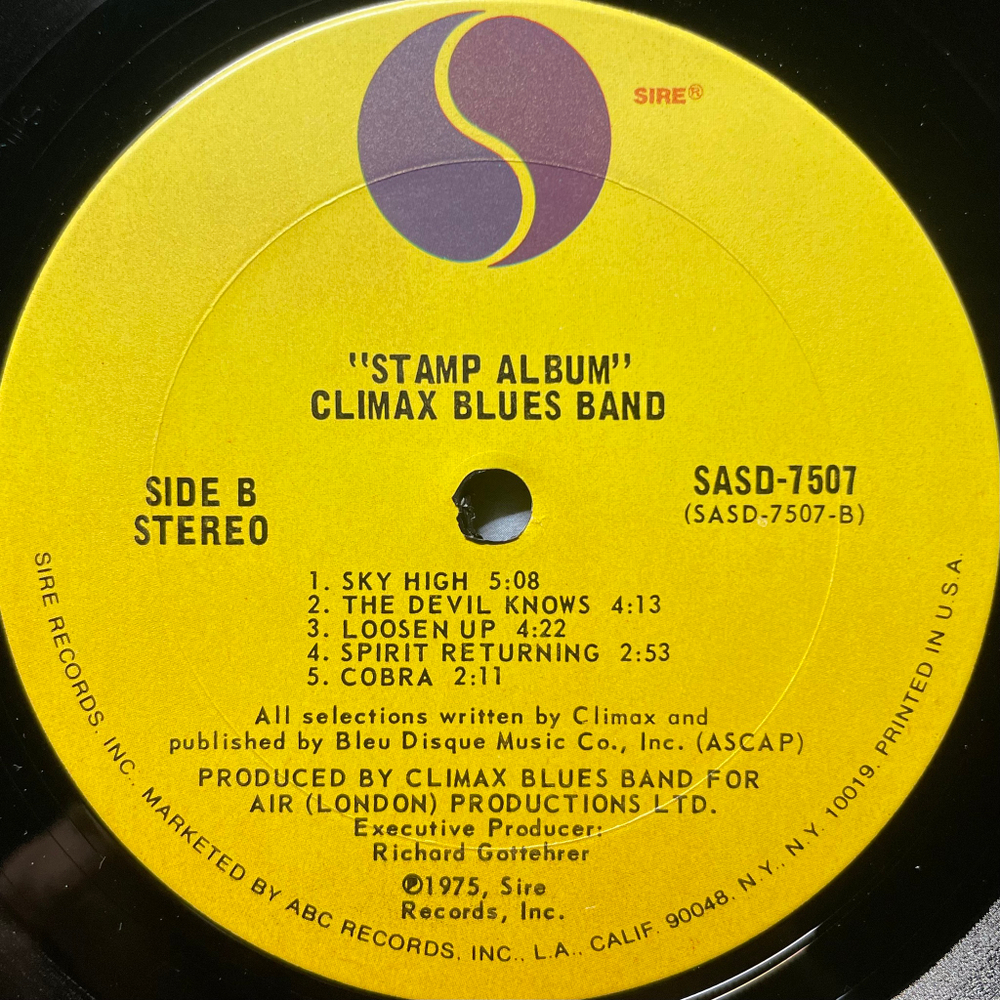 SIRE®
"STAMP ALBUM"
CLIMAX BLUES BAND
SIDE B
STEREO
SASD-7507
(SASD-7507-B)
1. SKY HIGH 5:08
2. THE DEVIL KNOWS 4:13
3. LOOSEN UP 4:22
4. SPIRIT RETURNING 2:53
5. COBRA 2:11
All selections written by Climax and
published by Bleu Disque Music Co., Inc. (ASCAP)
PRODUCED BY CLIMAX BLUES BAND FOR
AIR (LONDON) PRODUCTIONS LTD.
Executive Producer:
Richard Gottehrer
℗1975, Sire
Records, Inc.
SIRE RECORDS, INC., MARKETED BY ABC RECORDS, INC., L.A., CALIF. 90048, N.Y., N.Y. 10019. PRINTED IN U.S.A.